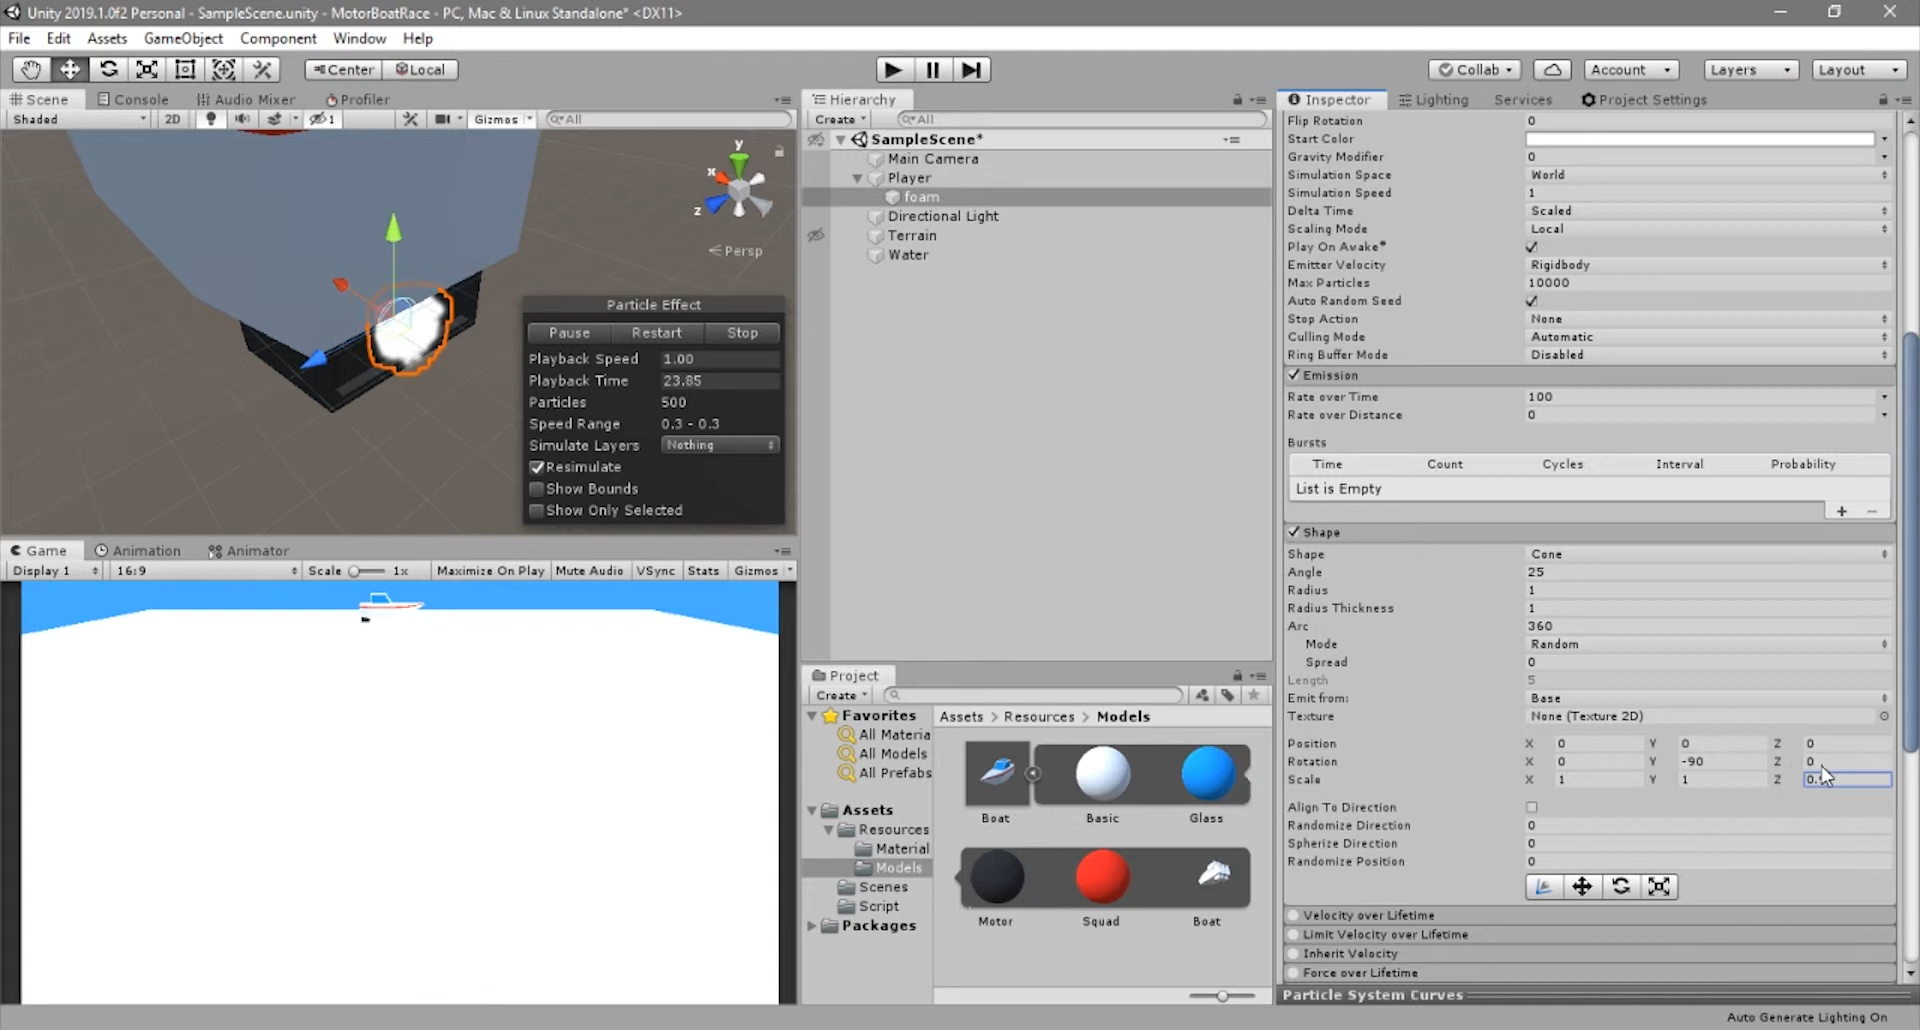 Unity 2019.1.0f2 Personal - SampleScene.unity - MotorBoatRace - PC, Mac & Linux Standalone* <DX11>
File Edit Assets GameObject Component Window Help
Center Local
Collab Account Layers Layout
Scene Console Audio Mixer Profiler
Shaded 2D 1 Gizmos All
y
x
z
Persp
Particle Effect
Pause Restart Stop
Playback Speed 1.00
Playback Time 23.85
Particles 500
Speed Range 0.3 - 0.3
Simulate Layers Nothing
Resimulate
Show Bounds
Show Only Selected
Game Animation Animator
Display 1 16:9 Scale 1x Maximize On Play Mute Audio VSync Stats Gizmos
Hierarchy
Create All
SampleScene*
Main Camera
Player
foam
Directional Light
Terrain
Water
Project
Create
Favorites
All Materia
All Models
All Prefabs
Assets
Resources
Material
Models
Scenes
Script
Packages
Assets > Resources > Models
Boat Basic Glass
Motor Squad Boat
Inspector Lighting Services Project Settings
Flip Rotation 0
Start Color
Gravity Modifier 0
Simulation Space World
Simulation Speed 1
Delta Time Scaled
Scaling Mode Local
Play On Awake*
Emitter Velocity Rigidbody
Max Particles 10000
Auto Random Seed
Stop Action None
Culling Mode Automatic
Ring Buffer Mode Disabled
Emission
Rate over Time 100
Rate over Distance 0
Bursts
Time Count Cycles Interval Probability
List is Empty
Shape
Shape Cone
Angle 25
Radius 1
Radius Thickness 1
Arc 360
Mode Random
Spread 0
Length 5
Emit from: Base
Texture None (Texture 2D)
Position X 0 Y 0 Z 0
Rotation X 0 Y -90 Z 0
Scale X 1 Y 1 Z
Align To Direction
Randomize Direction 0
Spherize Direction 0
Randomize Position 0
Velocity over Lifetime
Limit Velocity over Lifetime
Inherit Velocity
Force over Lifetime
Particle System Curves
Auto Generate Lighting On